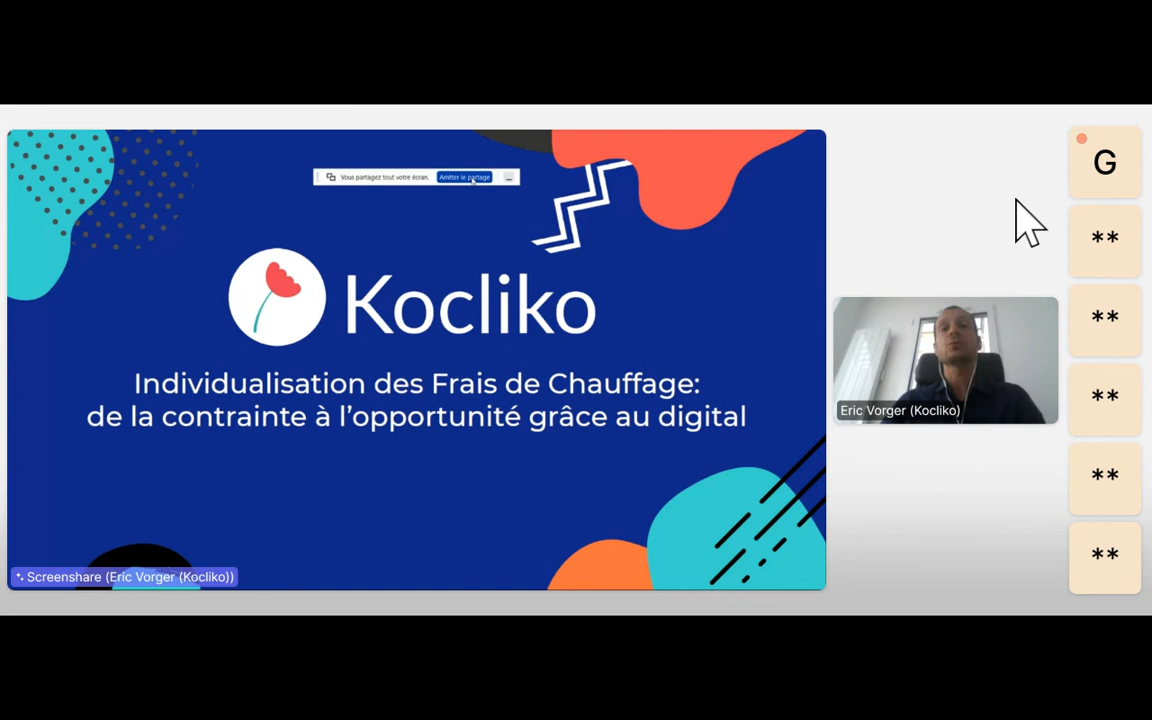 Vous partagez tout votre écran. Arrêter le partage
Kocliko
Individualisation des Frais de Chauffage:
de la contrainte à l'opportunité grâce au digital
Screenshare (Eric Vorger (Kocliko))
Eric Vorger (Kocliko)
G
**
**
**
**
**